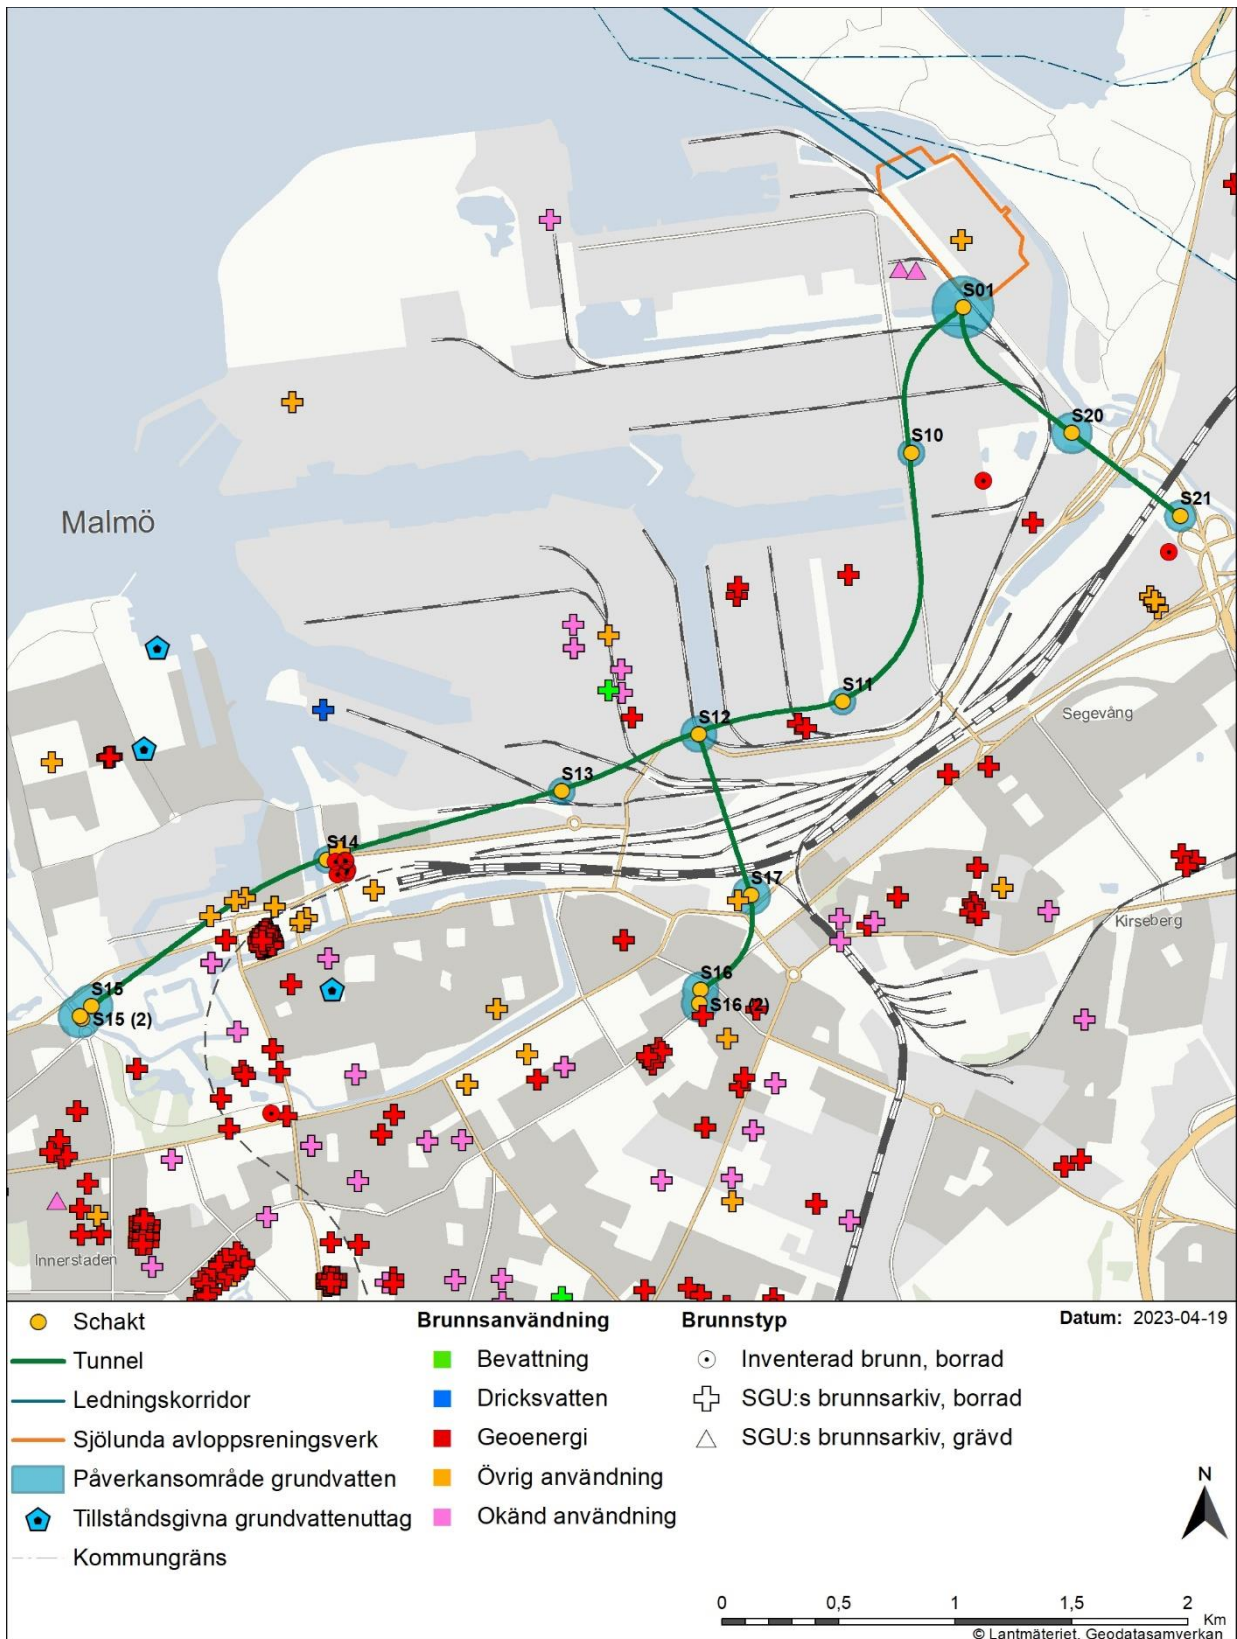 S01
S20
S10
S21
Malmö
S11
Segevång
S12
S13
S14
S17
Kirseberg
S16
S16 (2)
S15
S15 (2)
Innerstaden
Schakt
Tunnel
Ledningskorridor
Sjölunda avloppsreningsverk
Påverkansområde grundvatten
Tillståndsgivna grundvattenuttag
Kommungräns
Brunnsanvändning
Bevattning
Dricksvatten
Geoenergi
Övrig användning
Okänd användning
Brunnstyp
Inventerad brunn, borrad
SGU:s brunnsarkiv, borrad
SGU:s brunnsarkiv, grävd
Datum: 2023-04-19
N
0 0,5 1 1,5 2
Km
© Lantmäteriet, Geodatasamverkan